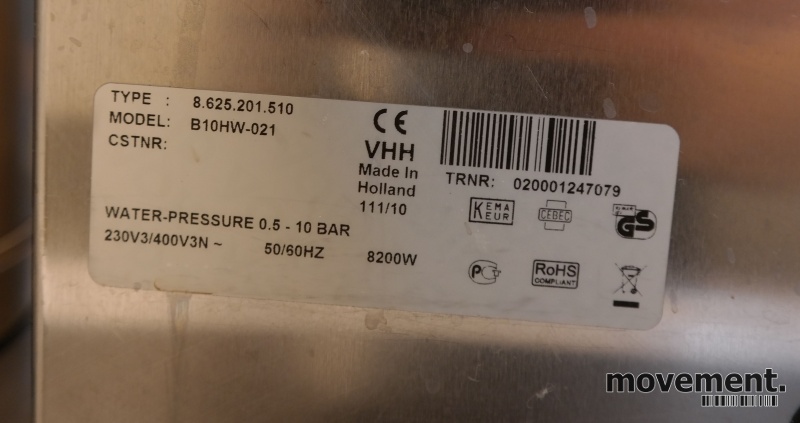 TYPE : 8.625.201.510
MODEL: B10HW-021
CSTNR:
CE
VHH
Made In
Holland
111/10
TRNR: 020001247079
WATER-PRESSURE 0.5 - 10 BAR
230V3/400V3N ~ 50/60HZ 8200W
KEMA
KEUR
CEBEC
GS
RoHS
COMPLIANT
movement.